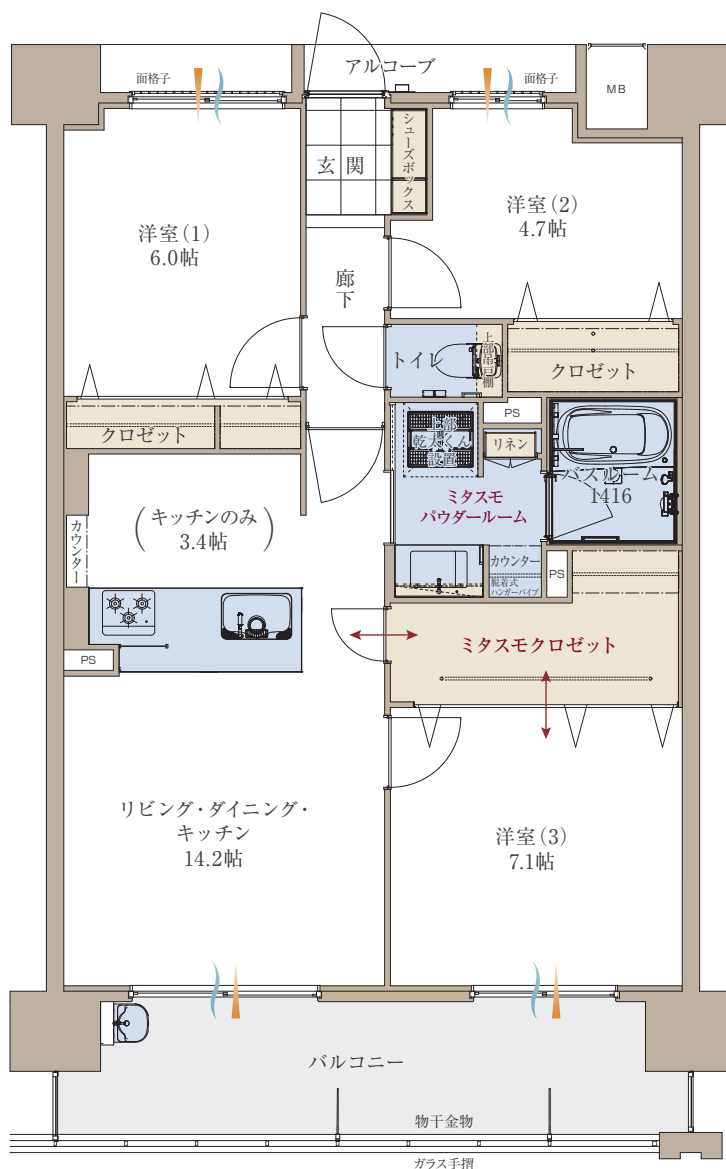 アルコーブ
面格子
面格子
MB
シューズボックス
玄関
洋室(1)
6.0帖
洋室(2)
4.7帖
廊下
トイレ
上部吊戸棚
クロゼット
クロゼット
PS
上部
乾太くん
設置
リネン
バスルーム
1416
ミタスモ
パウダールーム
(キッチンのみ)
3.4帖
カウンター
カウンター
脱着式
ハンガーパイプ
PS
ミタスモクロゼット
PS
リビング・ダイニング・
キッチン
14.2帖
洋室(3)
7.1帖
バルコニー
物干金物
ガラス手摺